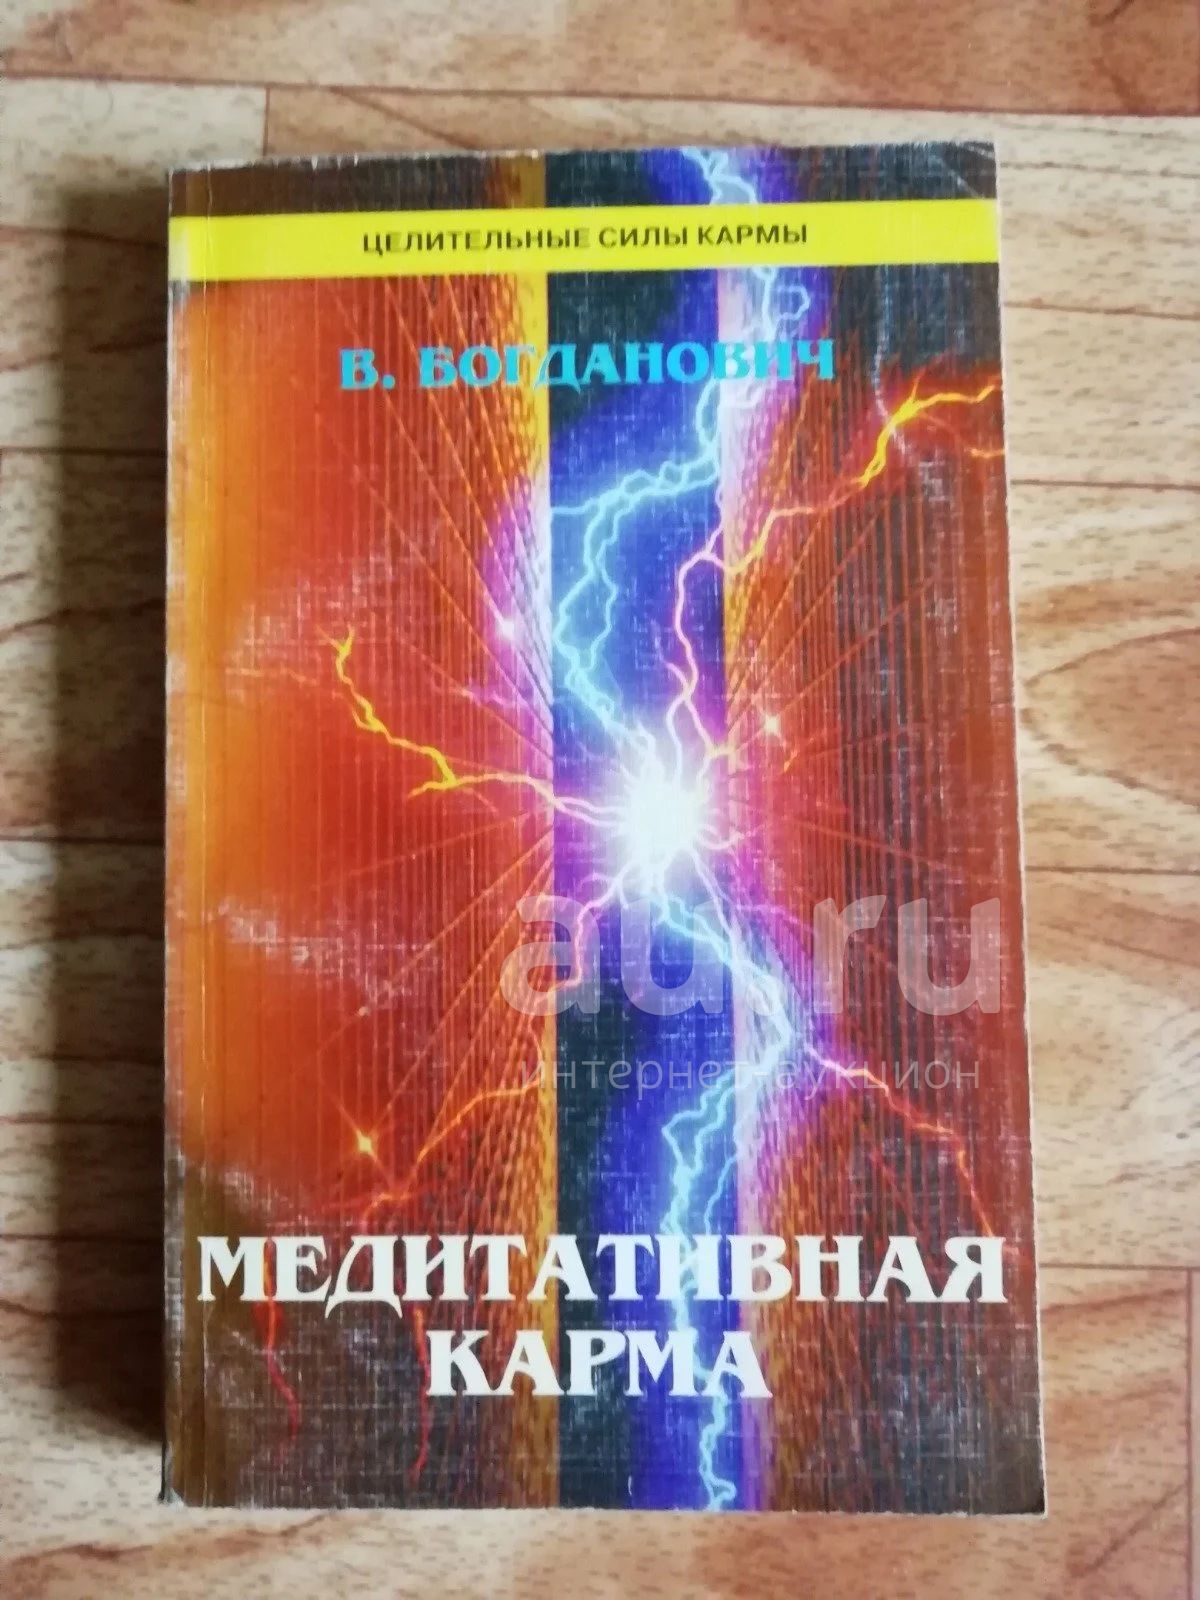 ЦЕЛИТЕЛЬНЫЕ СИЛЫ КАРМЫ
В. БОГДАНОВИЧ
au.ru
интернет-аукцион
МЕДИТАТИВНАЯ
КАРМА